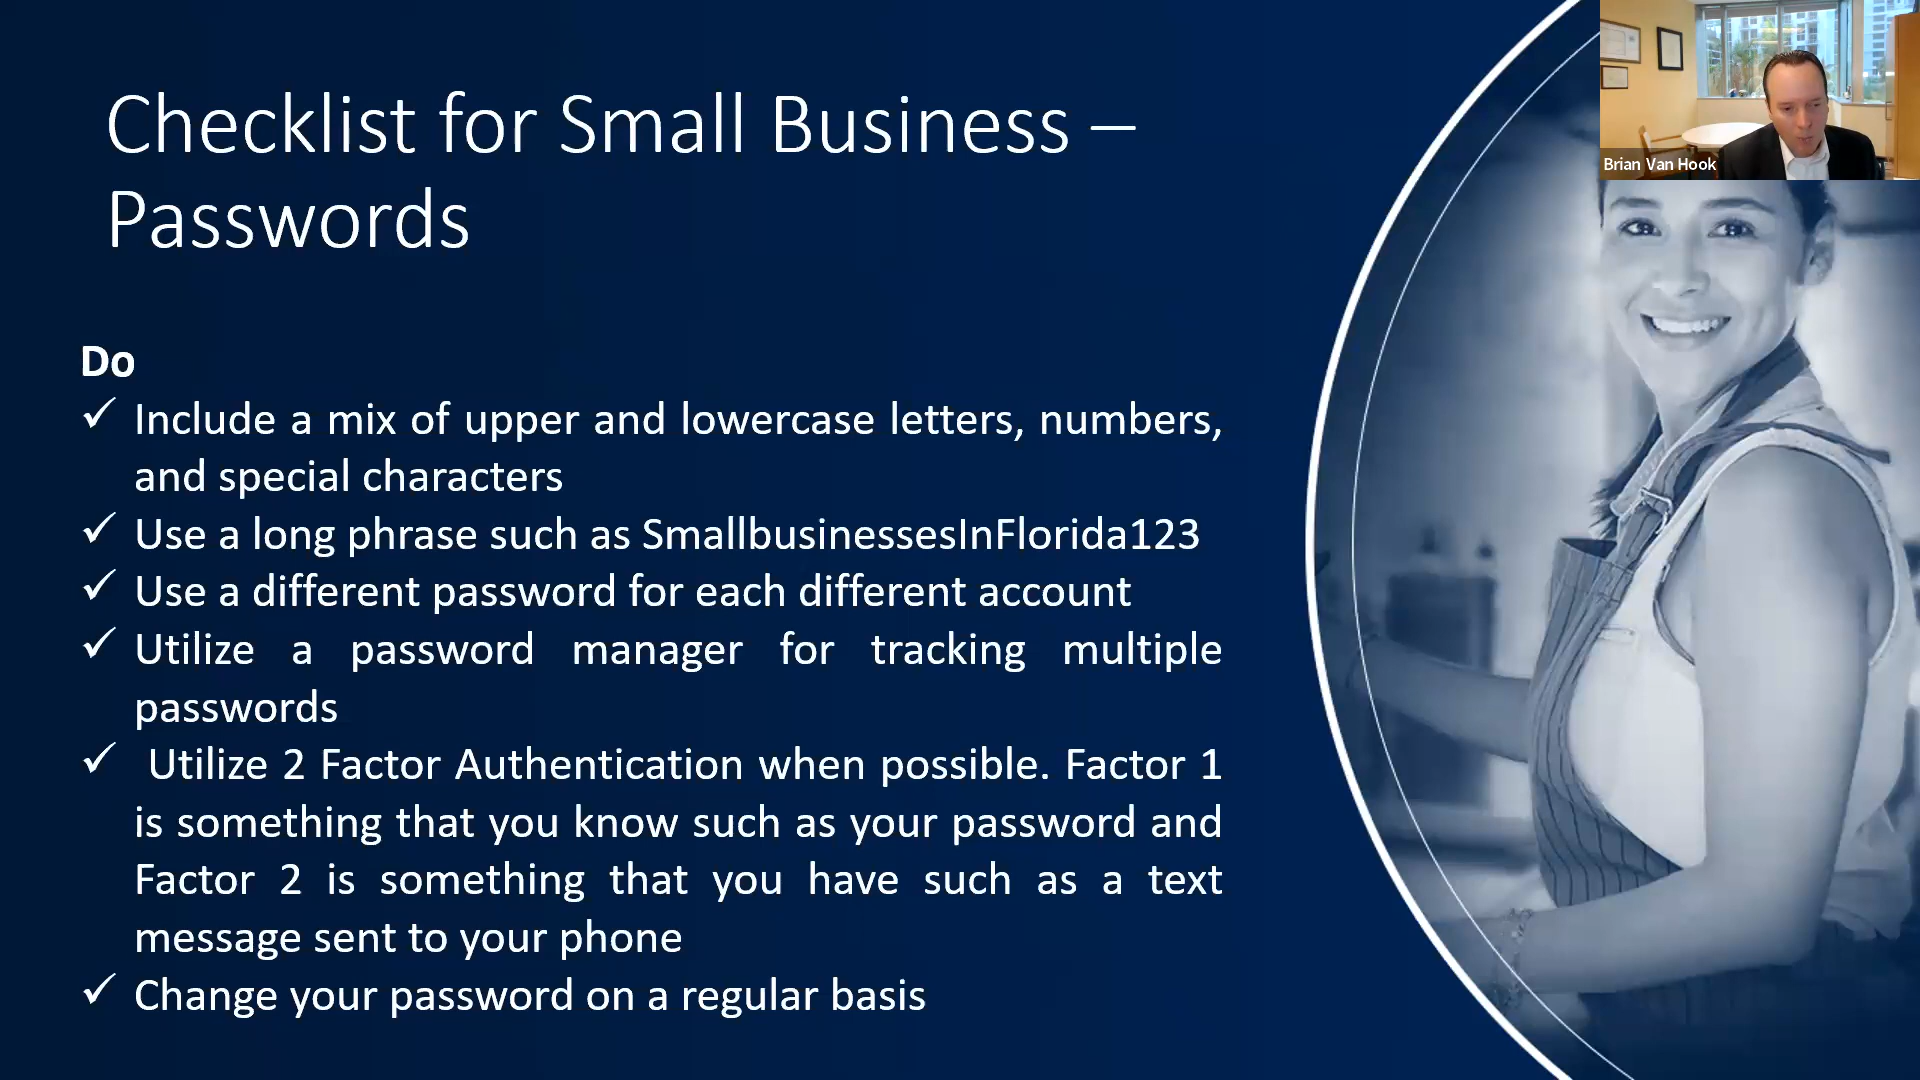 Checklist for Small Business –
Passwords
Brian Van Hook
Do
✓ Include a mix of upper and lowercase letters, numbers,
and special characters
✓ Use a long phrase such as SmallbusinessesInFlorida123
✓ Use a different password for each different account
✓ Utilize a password manager for tracking multiple
passwords
✓ Utilize 2 Factor Authentication when possible. Factor 1
is something that you know such as your password and
Factor 2 is something that you have such as a text
message sent to your phone
✓ Change your password on a regular basis